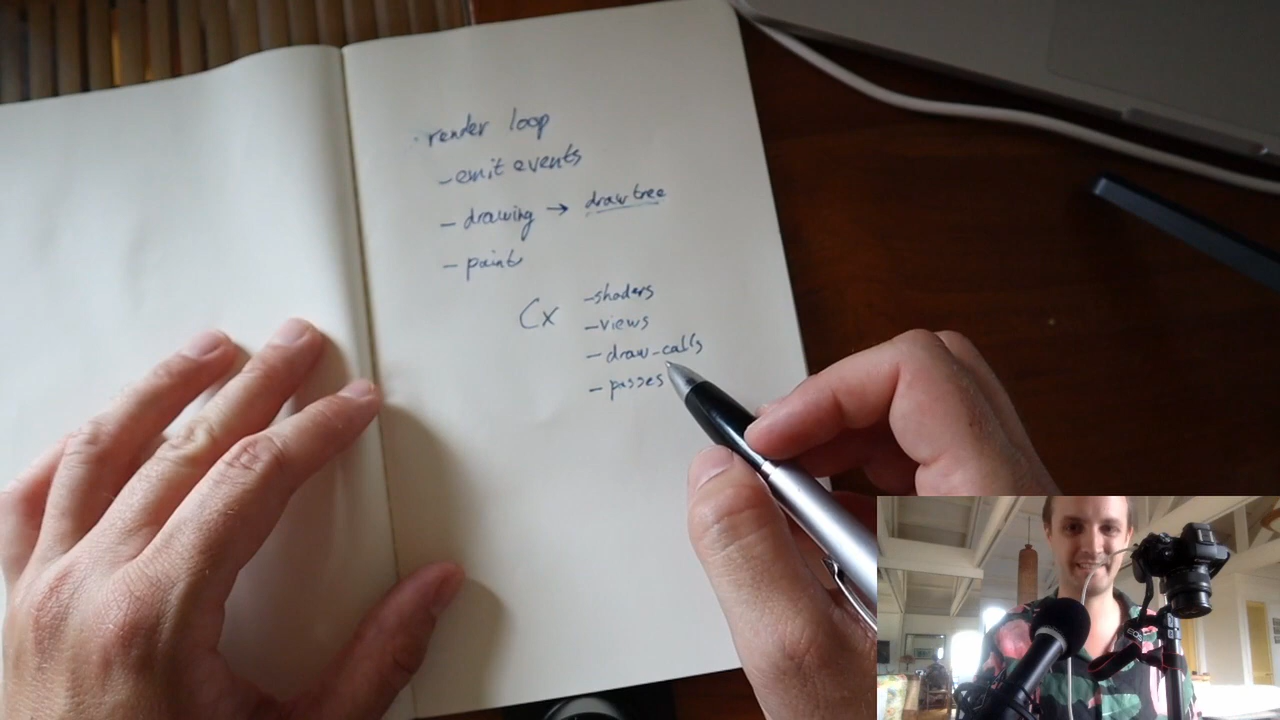 · render loop
- emit events
- drawing → drawtree
- paint
Cx
- shaders
- views
- draw-calls
- passes